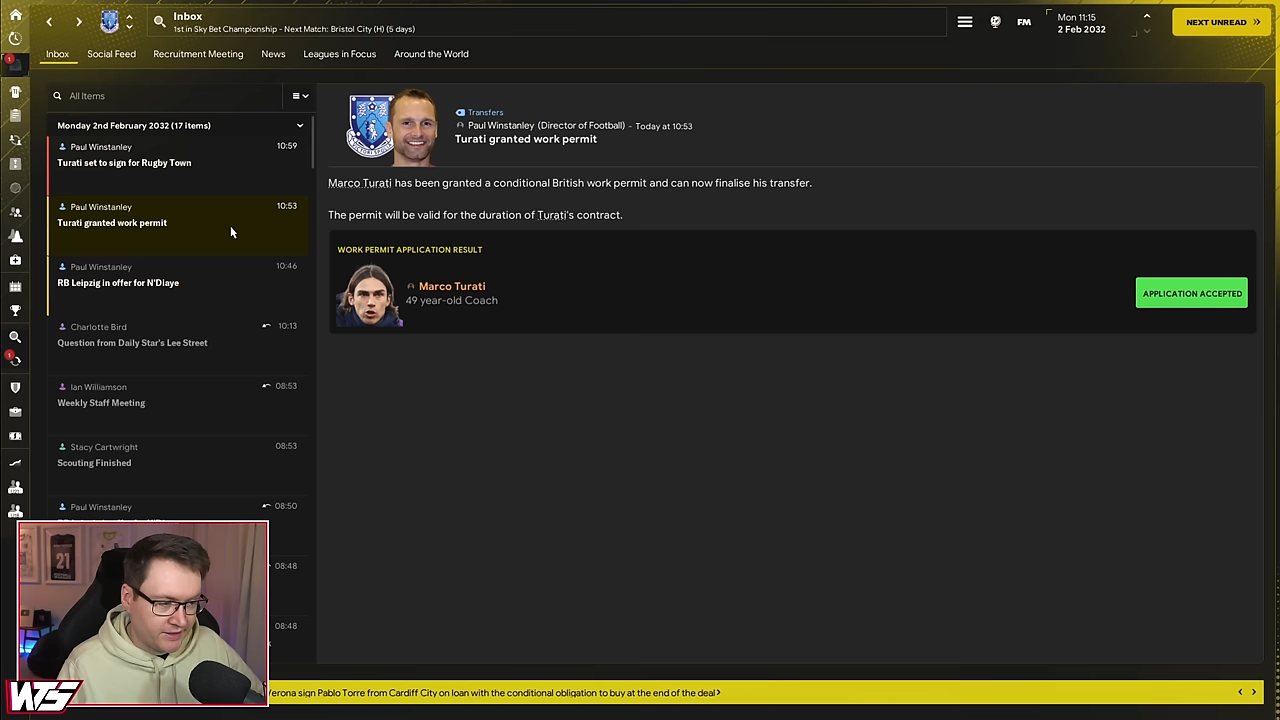 Inbox
1st in Sky Bet Championship - Next Match: Bristol City (H) (5 days)
FM
Mon 11:15
2 Feb 2032
NEXT UNREAD
1
Inbox
Social Feed
Recruitment Meeting
News
Leagues in Focus
Around the World
All Items
Monday 2nd February 2032 (17 items)
Paul Winstanley
10:59
Turati set to sign for Rugby Town
Paul Winstanley
10:53
Turati granted work permit
Paul Winstanley
10:46
RB Leipzig in offer for N'Diaye
Charlotte Bird
10:13
Question from Daily Star's Lee Street
Ian Williamson
08:53
Weekly Staff Meeting
Stacy Cartwright
08:53
Scouting Finished
Paul Winstanley
08:50
08:48
08:48
1
Transfers
Paul Winstanley (Director of Football) - Today at 10:53
Turati granted work permit
Marco Turati has been granted a conditional British work permit and can now finalise his transfer.
The permit will be valid for the duration of Turati's contract.
WORK PERMIT APPLICATION RESULT
Marco Turati
49 year-old Coach
APPLICATION ACCEPTED
21
WTS
Verona sign Pablo Torre from Cardiff City on loan with the conditional obligation to buy at the end of the deal